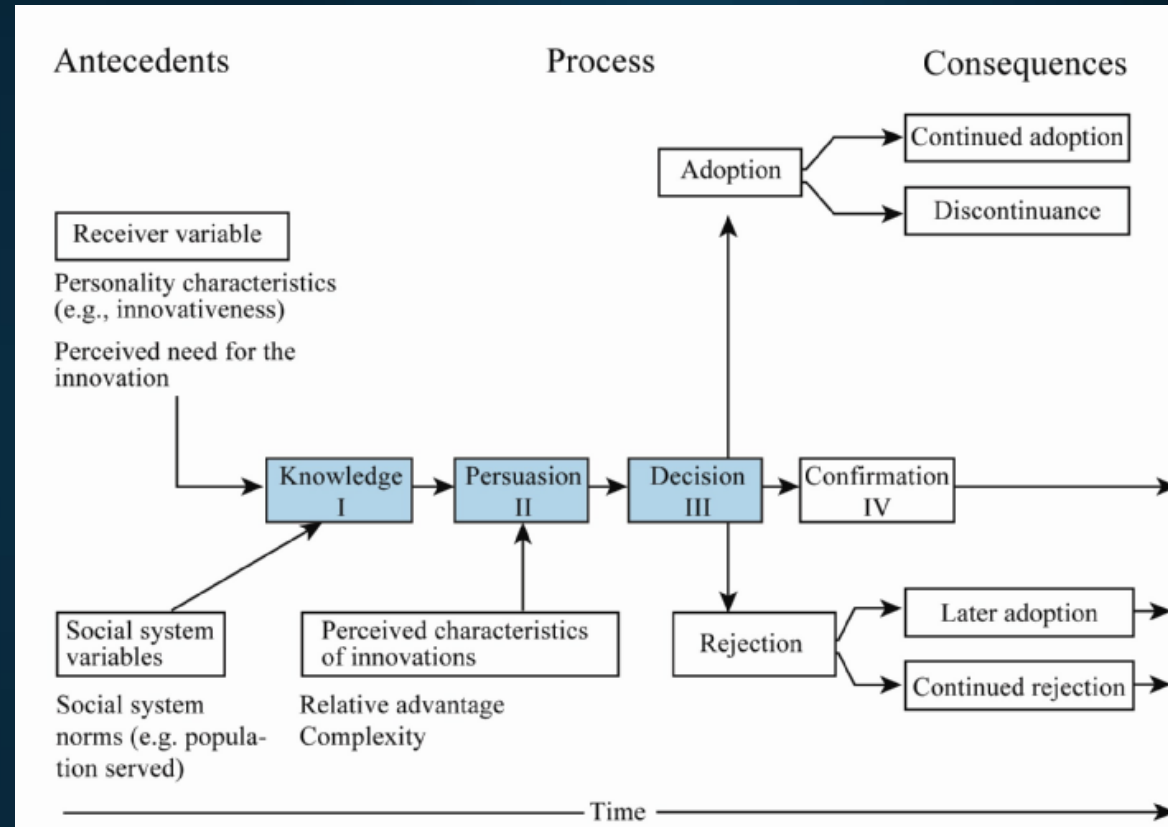 Antecedents
Process
Consequences
Continued adoption
Adoption
Discontinuance
Receiver variable
Personality characteristics
(e.g., innovativeness)
Perceived need for the
innovation
Knowledge
I
Persuasion
II
Decision
III
Confirmation
IV
Social system
variables
Perceived characteristics
of innovations
Rejection
Later adoption
Continued rejection
Social system
norms (e.g. popula-
tion served)
Relative advantage
Complexity
Time